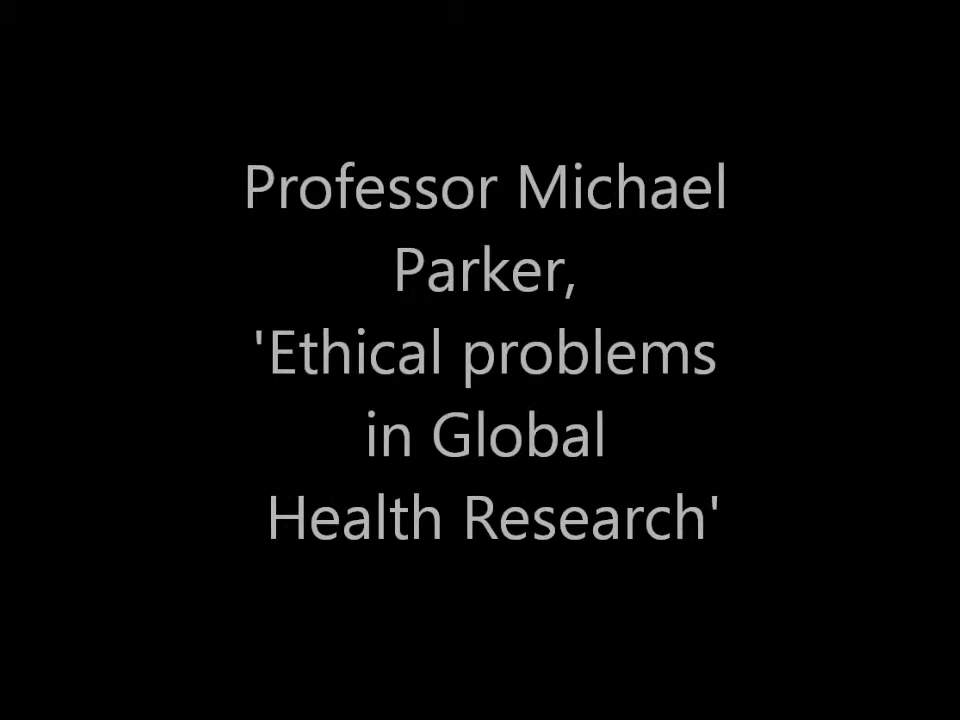 Professor Michael
Parker,
'Ethical problems
in Global
Health Research'